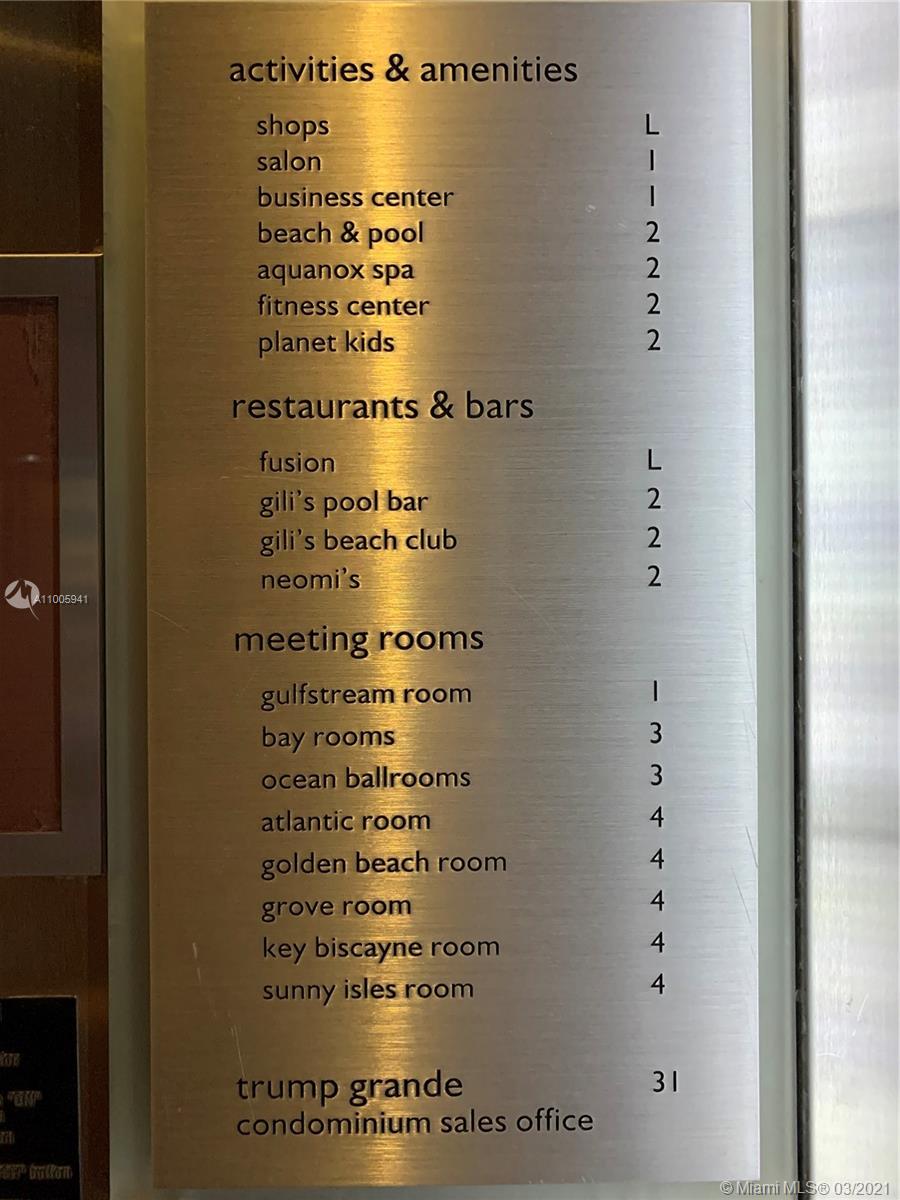 activities & amenities
shops L
salon 1
business center 1
beach & pool 2
aquanox spa 2
fitness center 2
planet kids 2
restaurants & bars
fusion L
gili's pool bar 2
gili's beach club 2
neomi's 2
meeting rooms
gulfstream room 1
bay rooms 3
ocean ballrooms 3
atlantic room 4
golden beach room 4
grove room 4
key biscayne room 4
sunny isles room 4
trump grande 31
condominium sales office
A11005941
button
© Miami MLS® 03/2021